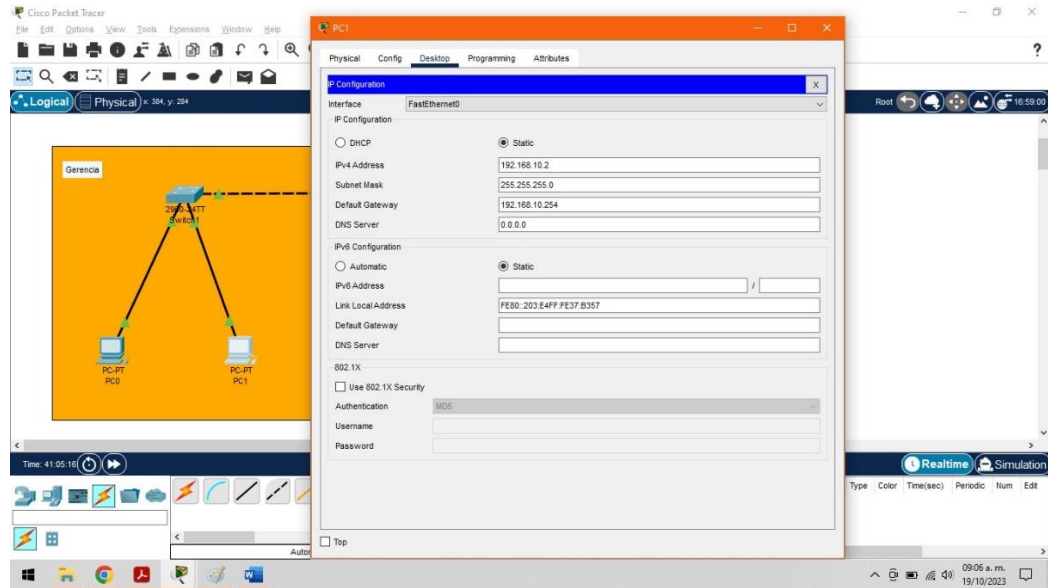 Cisco Packet Tracer
File Edit Options View Tools Extensions Window Help
?
Logical Physical x: 384, y: 284
Root 16:59:00
Gerencia
Switch1
PC-PT
PC0
PC-PT
PC1
PC1
Physical Config Desktop Programming Attributes
IP Configuration X
Interface FastEthernet0
IP Configuration
DHCP Static
IPv4 Address 192.168.10.2
Subnet Mask 255.255.255.0
Default Gateway 192.168.10.254
DNS Server 0.0.0.0
IPv6 Configuration
Automatic Static
IPv6 Address /
Link Local Address FE80::203:E4FF:FE37:B357
Default Gateway
DNS Server
802.1X
Use 802.1X Security
Authentication MD5
Username
Password
Top
Time: 41:05:16
Realtime Simulation
Type Color Time(sec) Periodic Num Edit
09:06 a. m.
19/10/2023